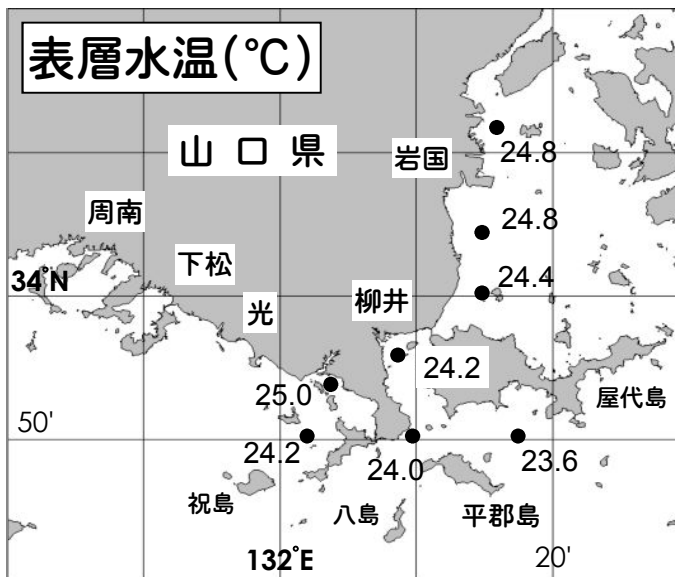 表層水温(℃)
山口県
岩国
24.8
周南
24.8
下松
34°N
24.4
柳井
光
24.2
25.0
屋代島
50'
24.2
24.0
23.6
祝島
八島
平郡島
132°E
20'